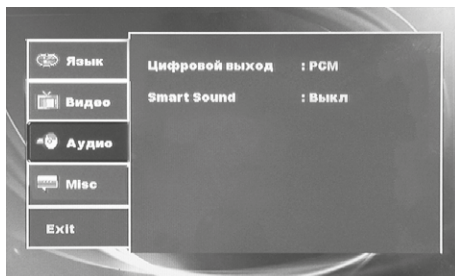 Язык
Видео
Аудио
Misc
Exit
Цифровой выход : PCM
Smart Sound : Выкл